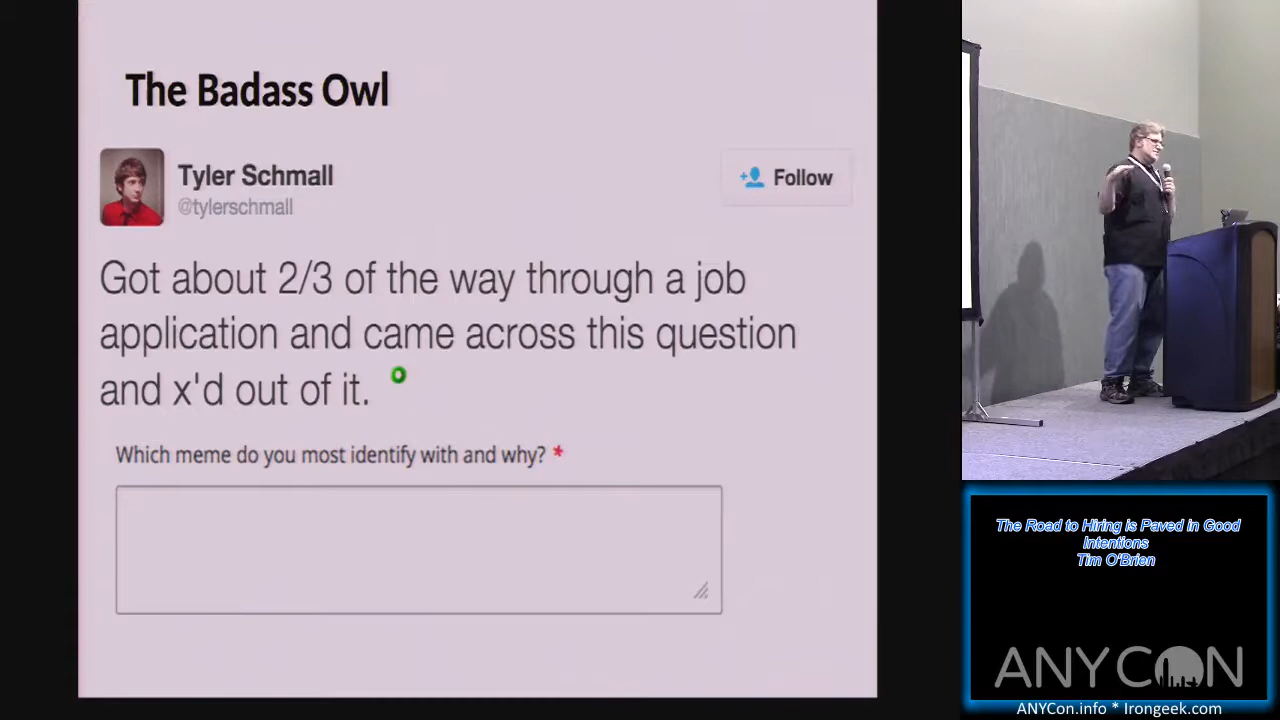 The Badass Owl
Tyler Schmall
@tylerschmall
Follow
Got about 2/3 of the way through a job
application and came across this question
and x'd out of it.
Which meme do you most identify with and why? *
The Road to Hiring is Paved in Good
Intentions
Tim O'Brien
ANYCON
ANYCon.info * Irongeek.com